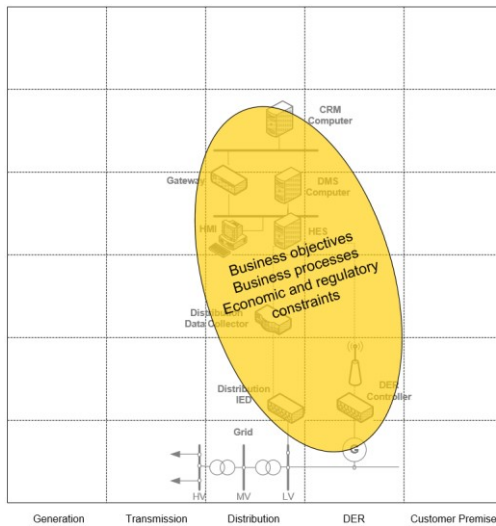 CRM
Computer
Gateway
DMS
Computer
HMI
HES
Business objectives
Business processes
Economic and regulatory
constraints
Distribution
Data Collector
Distribution
IED
DER
Controller
Grid
G
HV
MV
LV
Generation
Transmission
Distribution
DER
Customer Premise